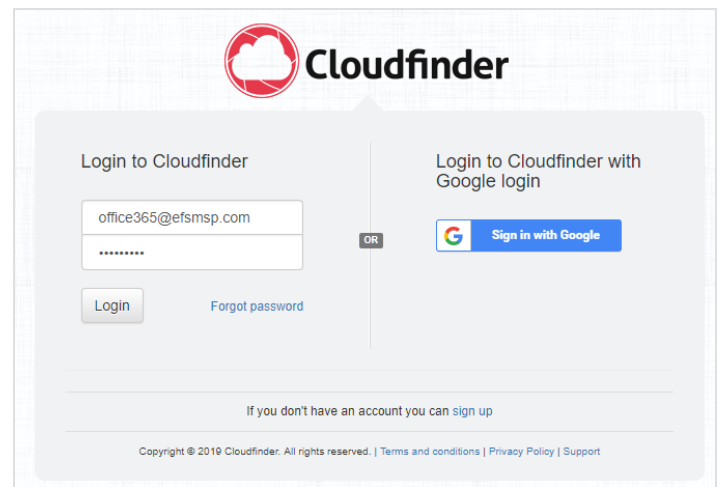 Cloudfinder
Login to Cloudfinder
office365@efsmsp.com
•••••••••
Login
Forgot password
OR
Login to Cloudfinder with
Google login
G Sign in with Google
If you don't have an account you can sign up
Copyright © 2019 Cloudfinder. All rights reserved. | Terms and conditions | Privacy Policy | Support